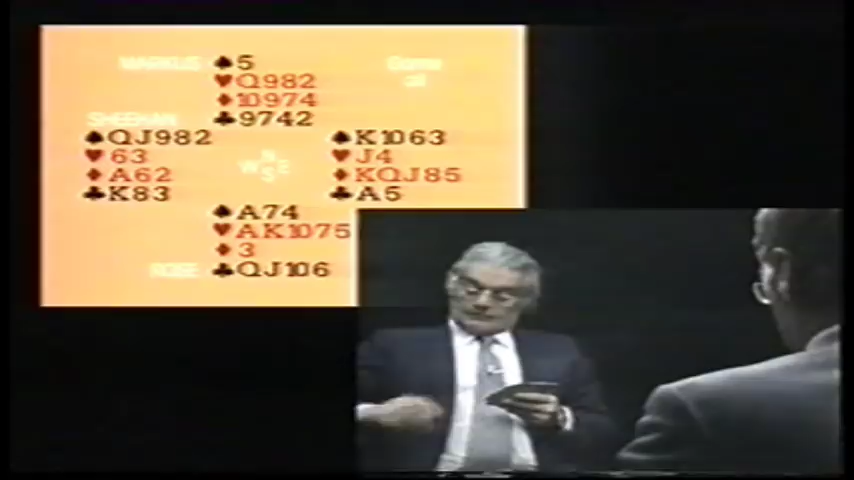 MARKUS ♠5 Game
♥Q982 all
♦10974
SHEEHAN ♣9742
♠QJ982 ♠K1063
♥63 N ♥J4
♦A62 W E ♦KQJ85
♣K83 S ♣A5
♠A74
♥AK1075
♦3
ROSE ♣QJ106